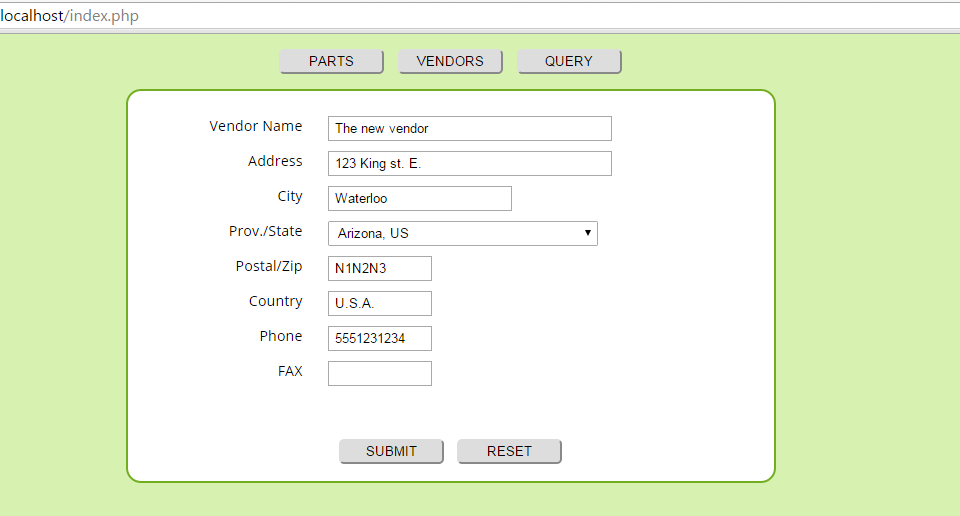 localhost/index.php
PARTS VENDORS QUERY
Vendor Name The new vendor
Address 123 King st. E.
City Waterloo
Prov./State Arizona, US
Postal/Zip N1N2N3
Country U.S.A.
Phone 5551231234
FAX
SUBMIT RESET